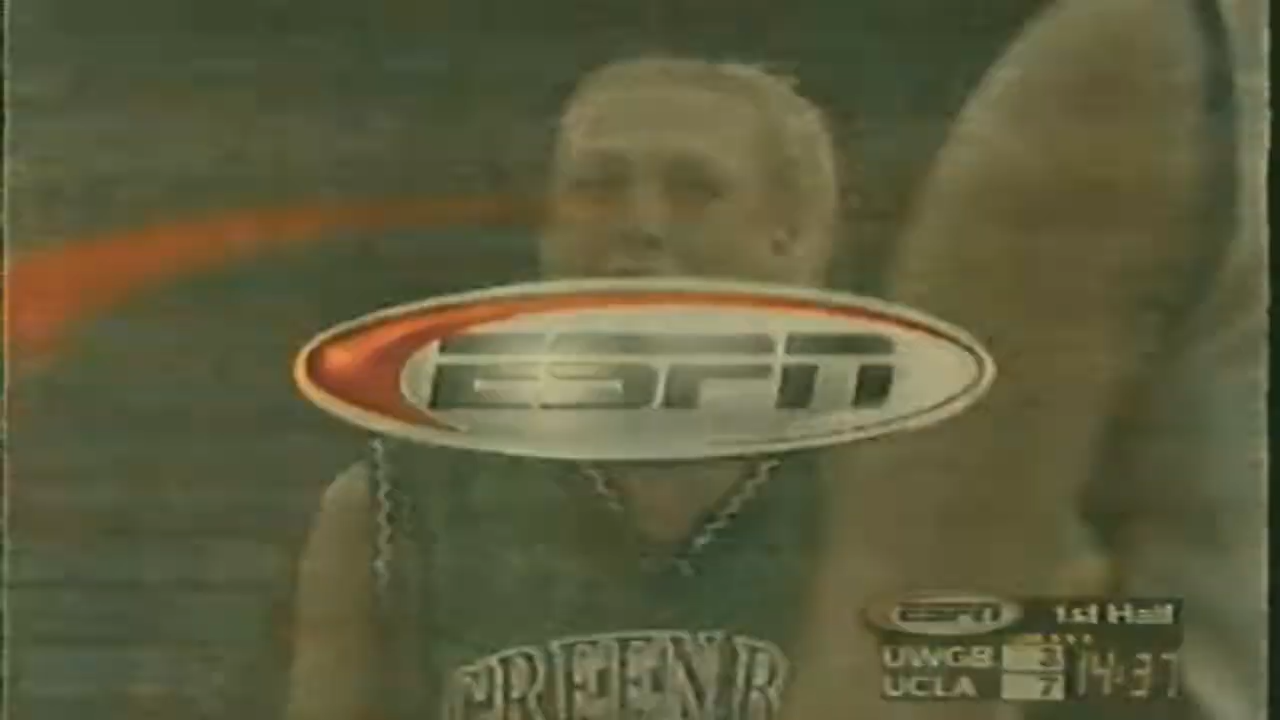 ESPN
GREEN B
ESPN 1st Half
UWGB 3 14:37
UCLA 7